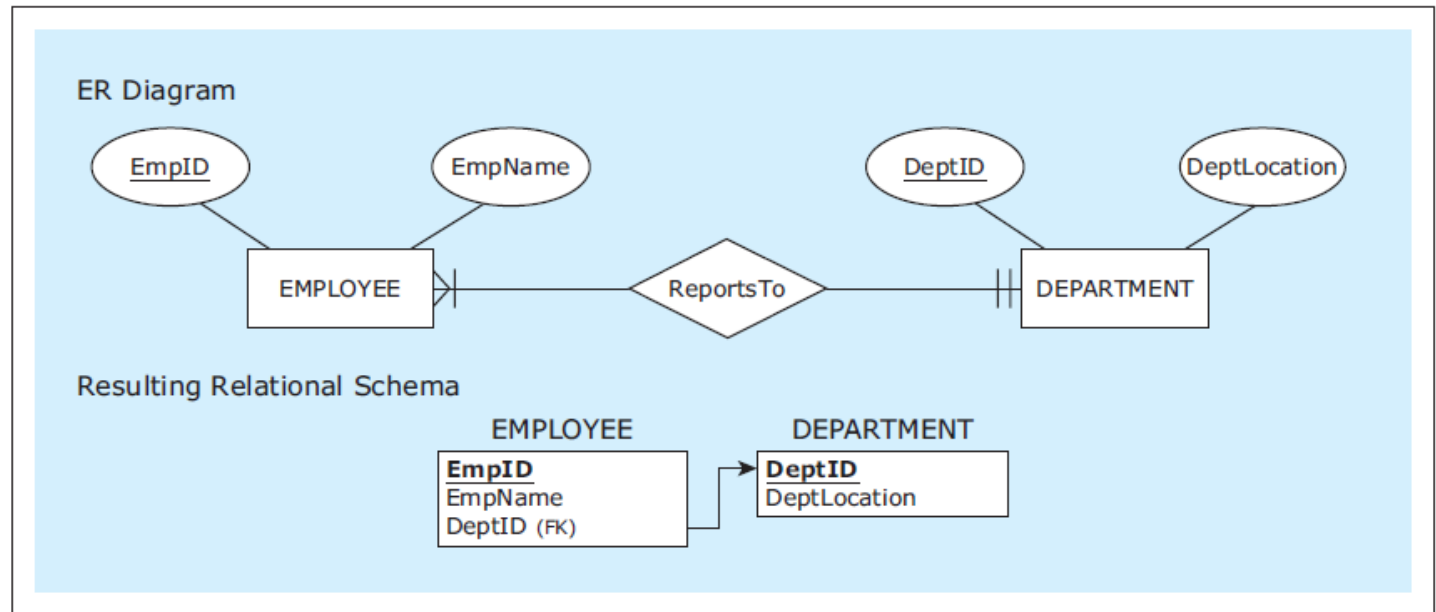 ER Diagram
EmpID
EmpName
DeptID
DeptLocation
EMPLOYEE
ReportsTo
DEPARTMENT
Resulting Relational Schema
EMPLOYEE
EmpID
EmpName
DeptID (FK)
DEPARTMENT
DeptID
DeptLocation